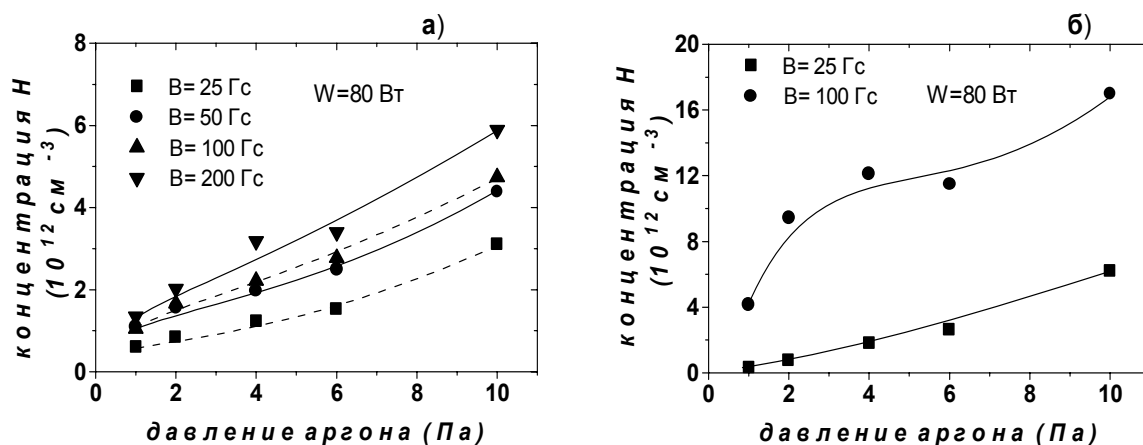 а)
концентрация H
(10 12 см -3)
8
6
4
2
0
B= 25 Гс
B= 50 Гс
B= 100 Гс
B= 200 Гс
W=80 Вт
0 2 4 6 8 10
давление аргона (Па)
б)
концентрация H
(10 12 см -3)
20
16
12
8
4
0
B= 25 Гс
B= 100 Гс
W=80 Вт
0 2 4 6 8 10
давление аргона (Па)